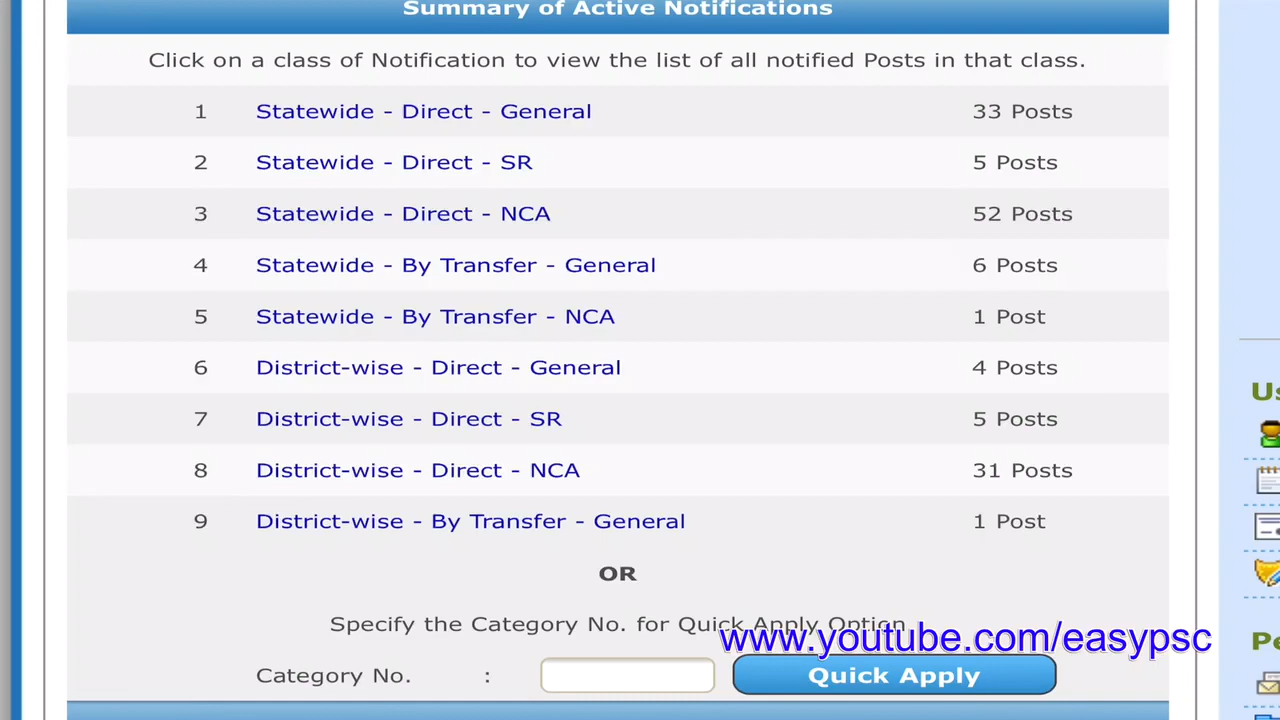 Summary of Active Notifications
Click on a class of Notification to view the list of all notified Posts in that class.
1 Statewide - Direct - General 33 Posts
2 Statewide - Direct - SR 5 Posts
3 Statewide - Direct - NCA 52 Posts
4 Statewide - By Transfer - General 6 Posts
5 Statewide - By Transfer - NCA 1 Post
6 District-wise - Direct - General 4 Posts
7 District-wise - Direct - SR 5 Posts
8 District-wise - Direct - NCA 31 Posts
9 District-wise - By Transfer - General 1 Post
OR
Specify the Category No. for Quick Apply Option
www.youtube.com/easypsc
Category No. : Quick Apply